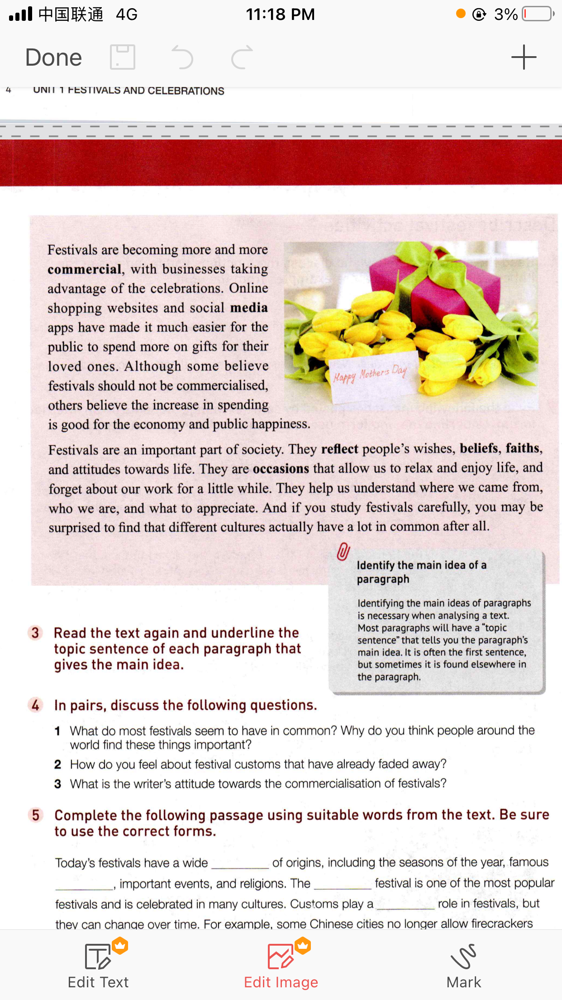 中国联通 4G 11:18 PM 3%
Done
4 UNIT 1 FESTIVALS AND CELEBRATIONS
Festivals are becoming more and more
commercial, with businesses taking
advantage of the celebrations. Online
shopping websites and social media
apps have made it much easier for the
public to spend more on gifts for their
loved ones. Although some believe
festivals should not be commercialised,
others believe the increase in spending
is good for the economy and public happiness.
Happy Mother's Day
Festivals are an important part of society. They reflect people's wishes, beliefs, faiths,
and attitudes towards life. They are occasions that allow us to relax and enjoy life, and
forget about our work for a little while. They help us understand where we came from,
who we are, and what to appreciate. And if you study festivals carefully, you may be
surprised to find that different cultures actually have a lot in common after all.
Identify the main idea of a
paragraph
Identifying the main ideas of paragraphs
is necessary when analysing a text.
Most paragraphs will have a "topic
sentence" that tells you the paragraph's
main idea. It is often the first sentence,
but sometimes it is found elsewhere in
the paragraph.
3 Read the text again and underline the
topic sentence of each paragraph that
gives the main idea.
4 In pairs, discuss the following questions.
1 What do most festivals seem to have in common? Why do you think people around the
world find these things important?
2 How do you feel about festival customs that have already faded away?
3 What is the writer's attitude towards the commercialisation of festivals?
5 Complete the following passage using suitable words from the text. Be sure
to use the correct forms.
Today's festivals have a wide ________ of origins, including the seasons of the year, famous
________, important events, and religions. The ________ festival is one of the most popular
festivals and is celebrated in many cultures. Customs play a ________ role in festivals, but
they can change over time. For example, some Chinese cities no longer allow firecrackers
Edit Text
Edit Image
Mark